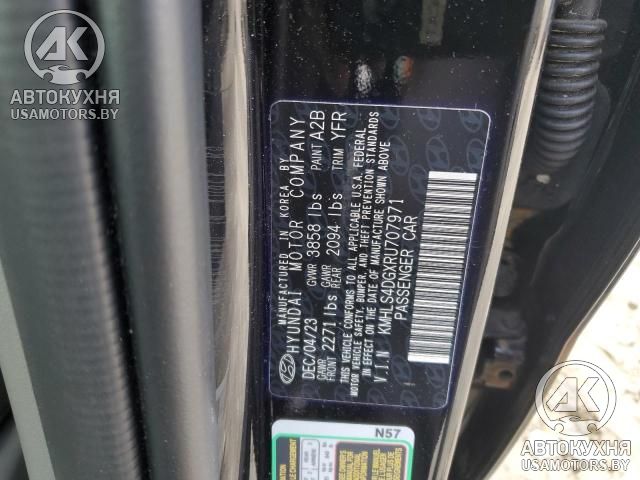 АК
АВТОКУХНЯ
USAMOTORS.BY
MANUFACTURED IN KOREA BY
HYUNDAI MOTOR COMPANY
DEC/04/23 GVWR 3858 lbs PAINT A2B
GAWR FRONT 2271 lbs GAWR REAR 2094 lbs TRIM YFR
THIS VEHICLE CONFORMS TO ALL APPLICABLE U.S.A. FEDERAL
MOTOR VEHICLE SAFETY, BUMPER, AND THEFT PREVENTION STANDARDS
IN EFFECT ON THE DATE OF MANUFACTURE SHOWN ABOVE
V.I.N KMHLS4DGXRU707971
PASSENGER CAR
N57
АК
АВТОКУХНЯ
USAMOTORS.BY